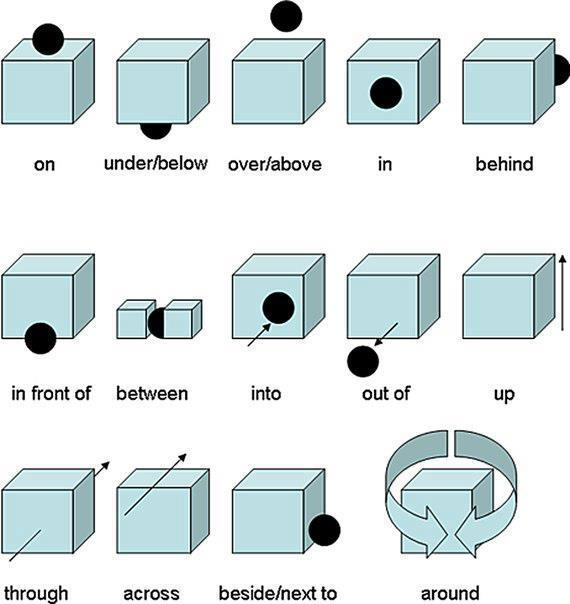 on under/below over/above in behind
in front of between into out of up
through across beside/next to around